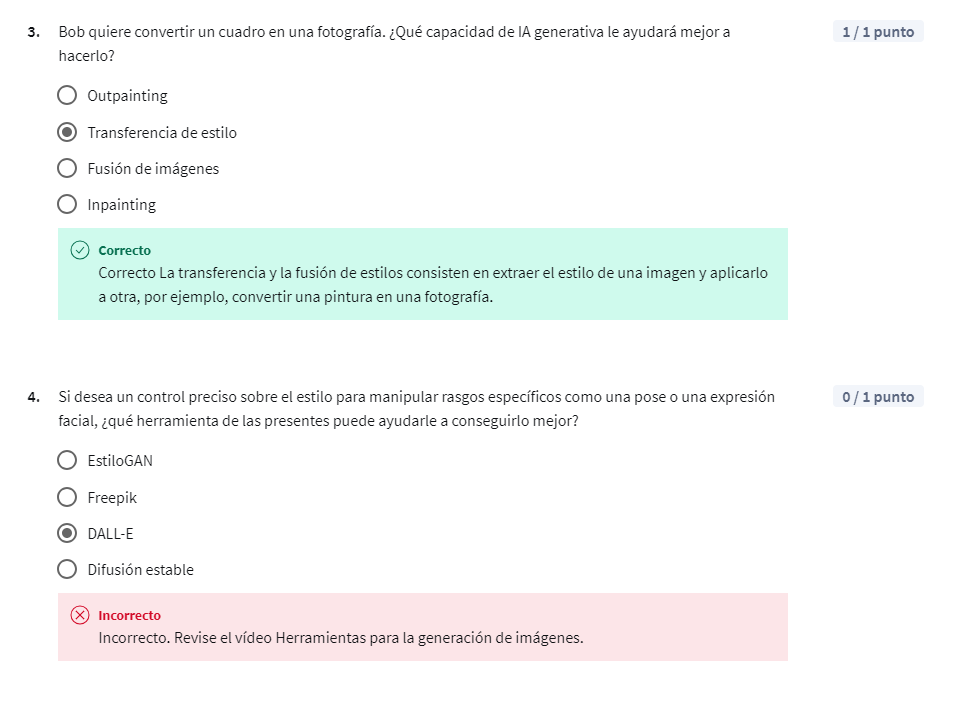 3. Bob quiere convertir un cuadro en una fotografía. ¿Qué capacidad de IA generativa le ayudará mejor a
hacerlo?
1 / 1 punto
Outpainting
Transferencia de estilo
Fusión de imágenes
Inpainting
Correcto
Correcto La transferencia y la fusión de estilos consisten en extraer el estilo de una imagen y aplicarlo
a otra, por ejemplo, convertir una pintura en una fotografía.
4. Si desea un control preciso sobre el estilo para manipular rasgos específicos como una pose o una expresión
facial, ¿qué herramienta de las presentes puede ayudarle a conseguirlo mejor?
0 / 1 punto
EstiloGAN
Freepik
DALL-E
Difusión estable
Incorrecto
Incorrecto. Revise el vídeo Herramientas para la generación de imágenes.